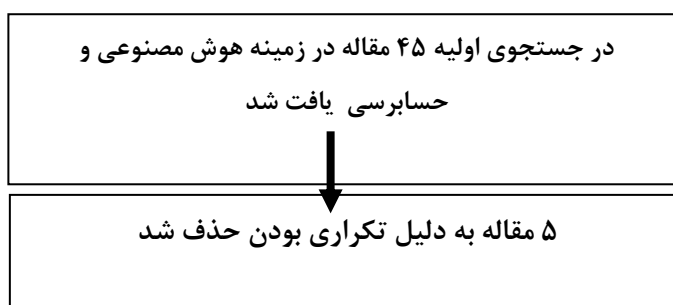 در جستجوی اولیه ۴۵ مقاله در زمینه هوش مصنوعی و
حسابرسی یافت شد
۵ مقاله به دلیل تکراری بودن حذف شد